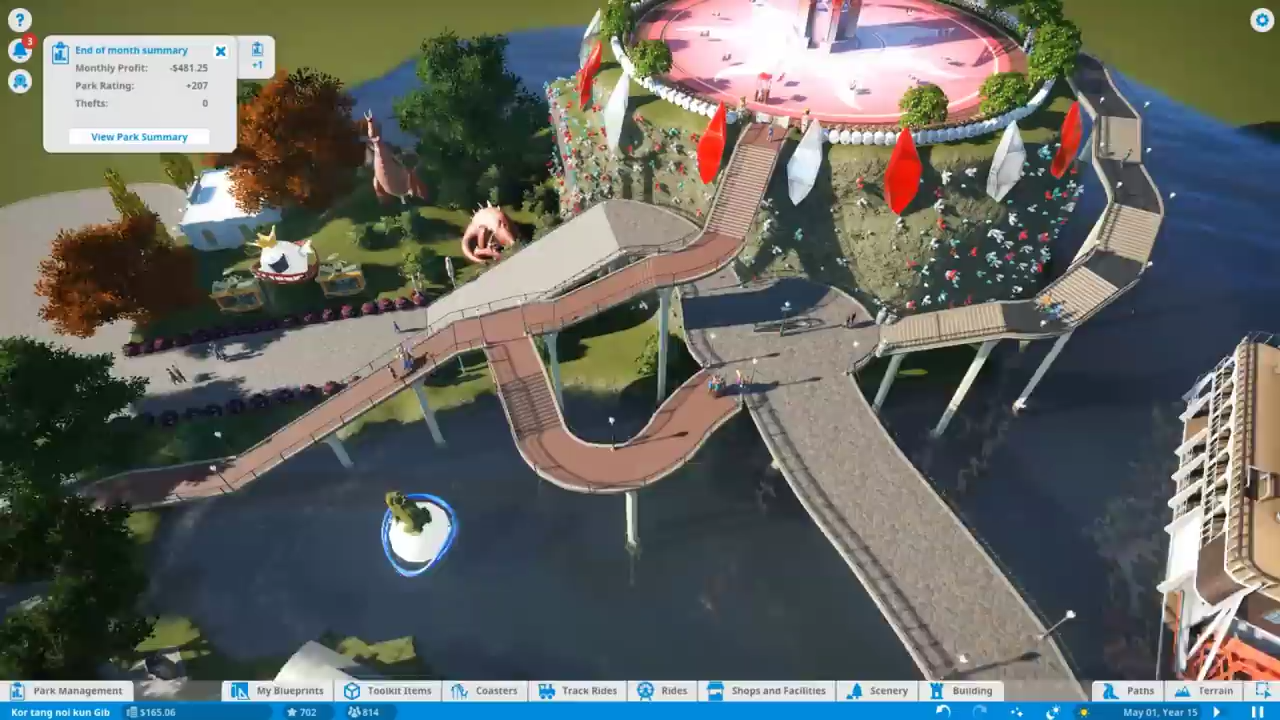 ?
3
End of month summary
Monthly Profit: -$481.25
Park Rating: +207
Thefts: 0
View Park Summary
+1
Park Management
My Blueprints
Toolkit Items
Coasters
Track Rides
Rides
Shops and Facilities
Scenery
Building
Paths
Terrain
Kor tang noi kun Gib
$165.06
702
814
May 01, Year 15